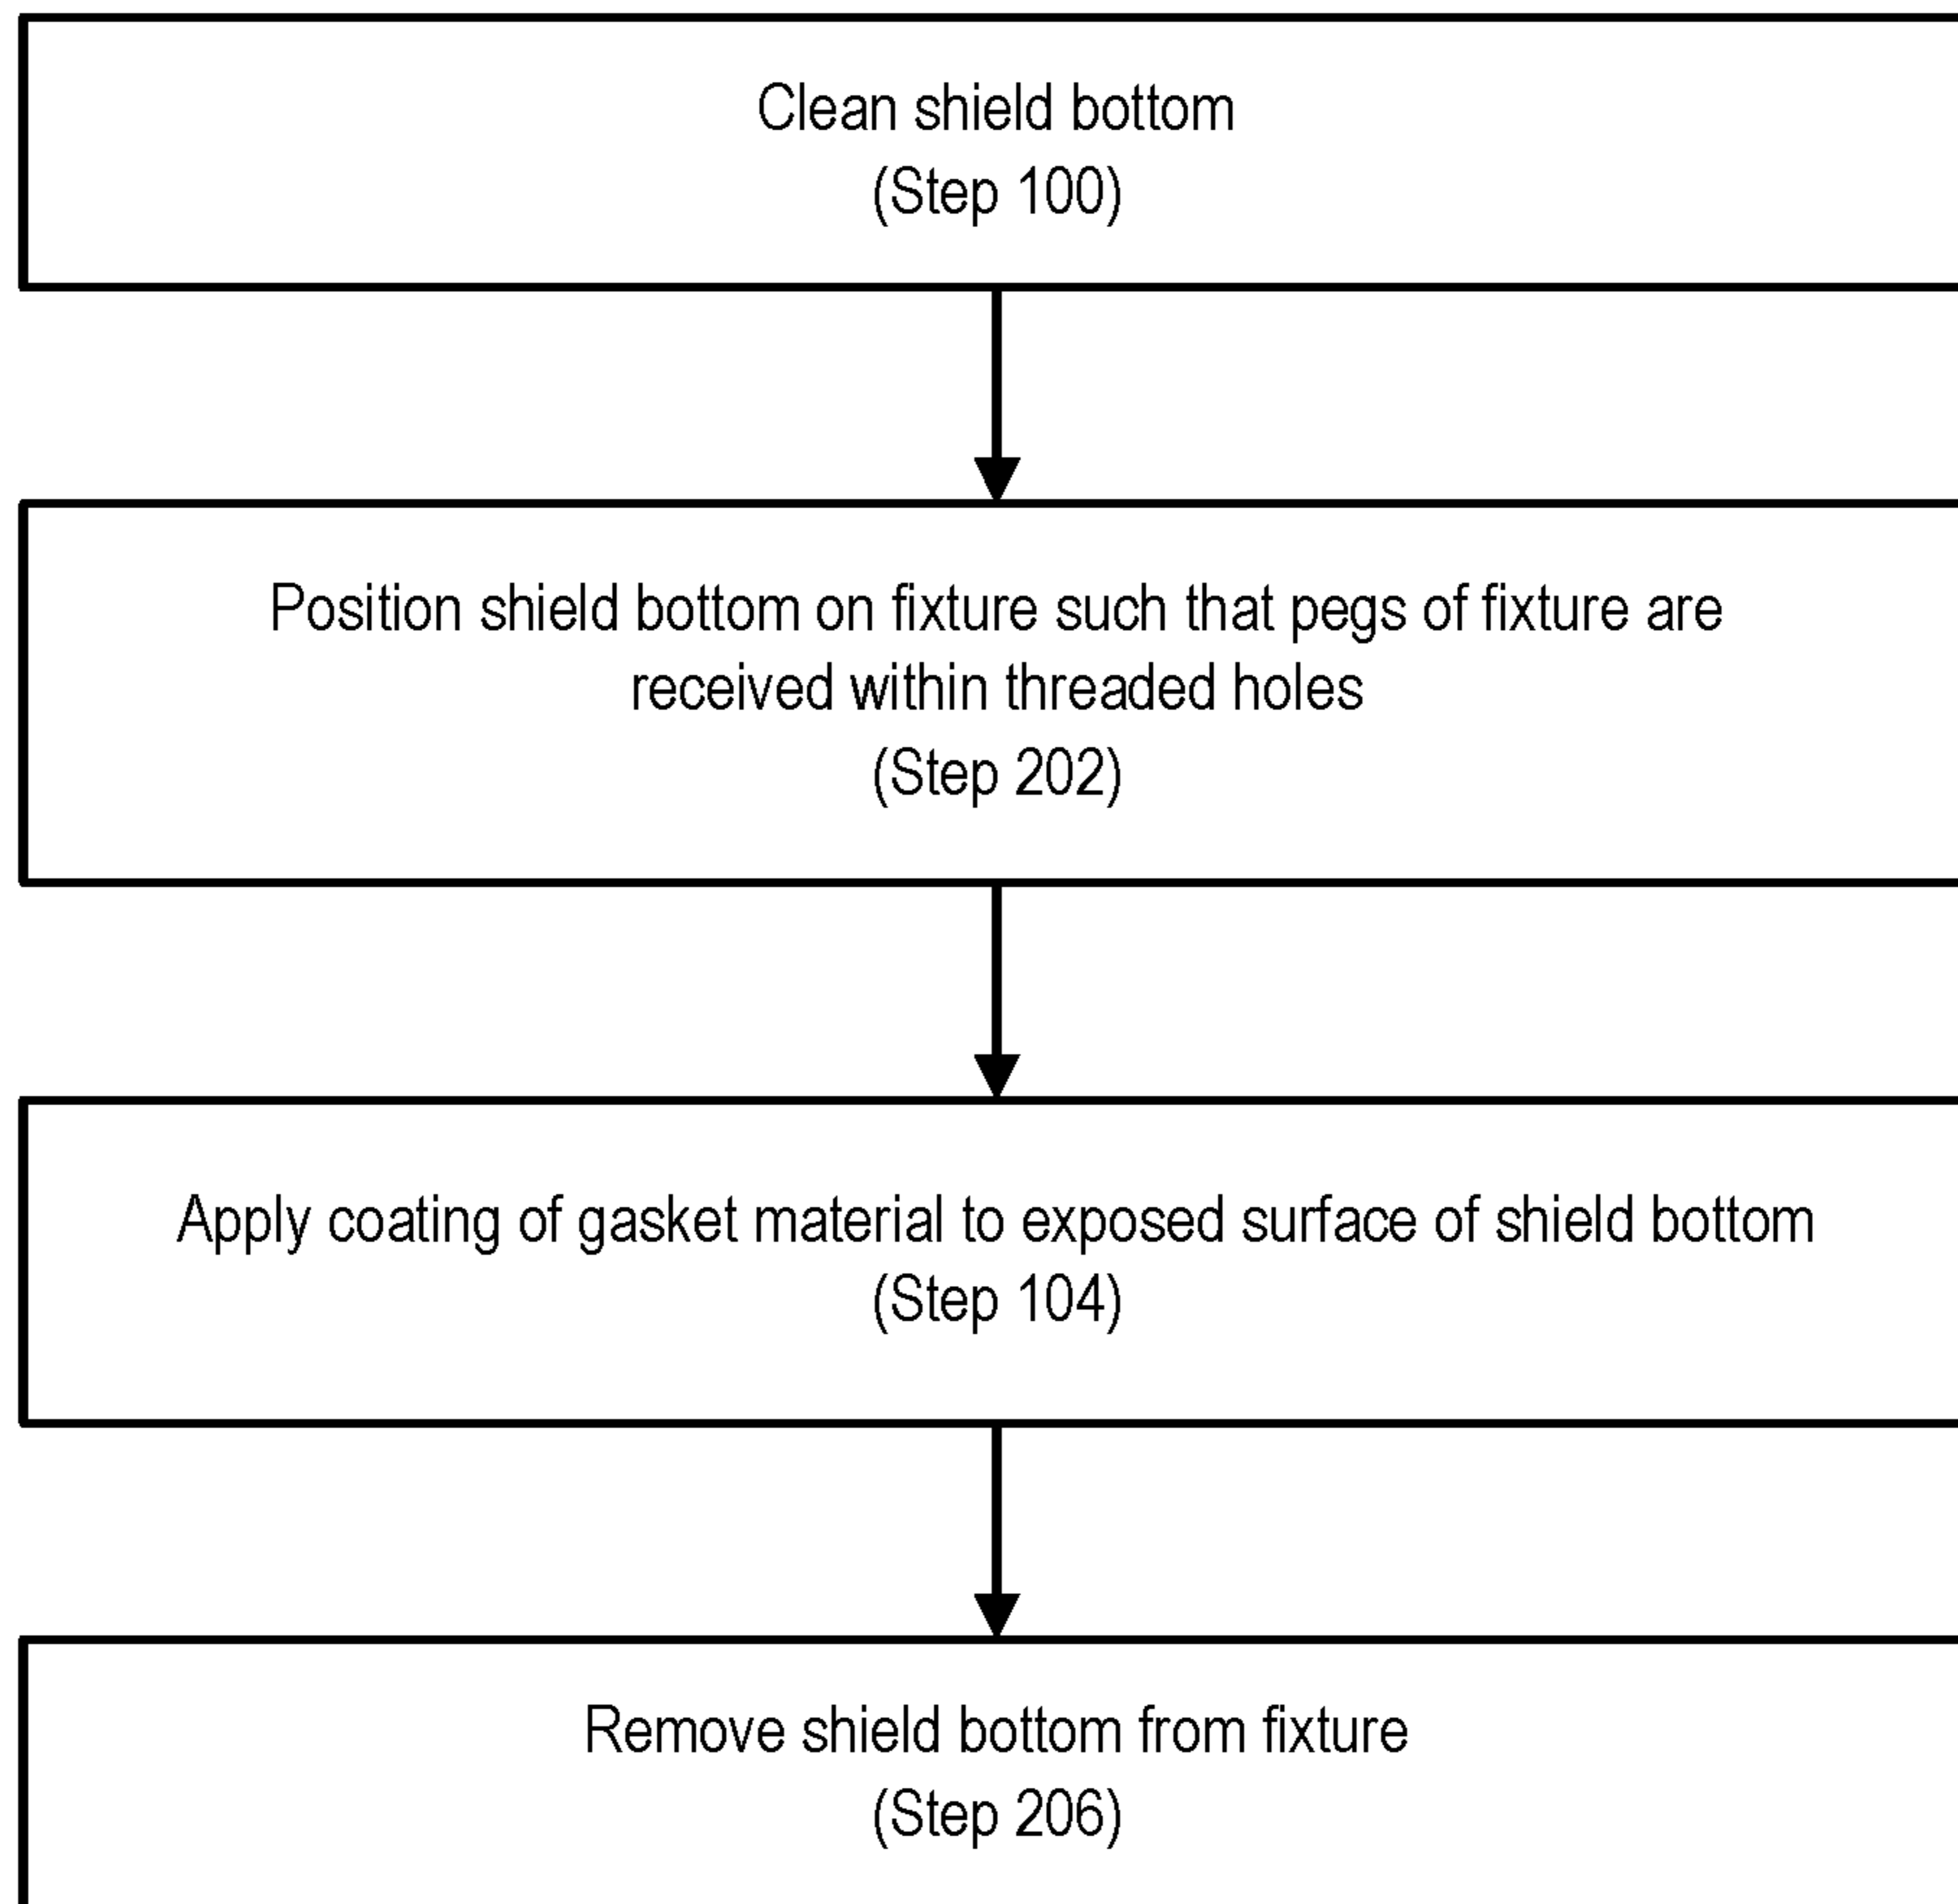 Clean shield bottom
(Step 100)
Position shield bottom on fixture such that pegs of fixture are
received within threaded holes
(Step 202)
Apply coating of gasket material to exposed surface of shield bottom
(Step 104)
Remove shield bottom from fixture
(Step 206)